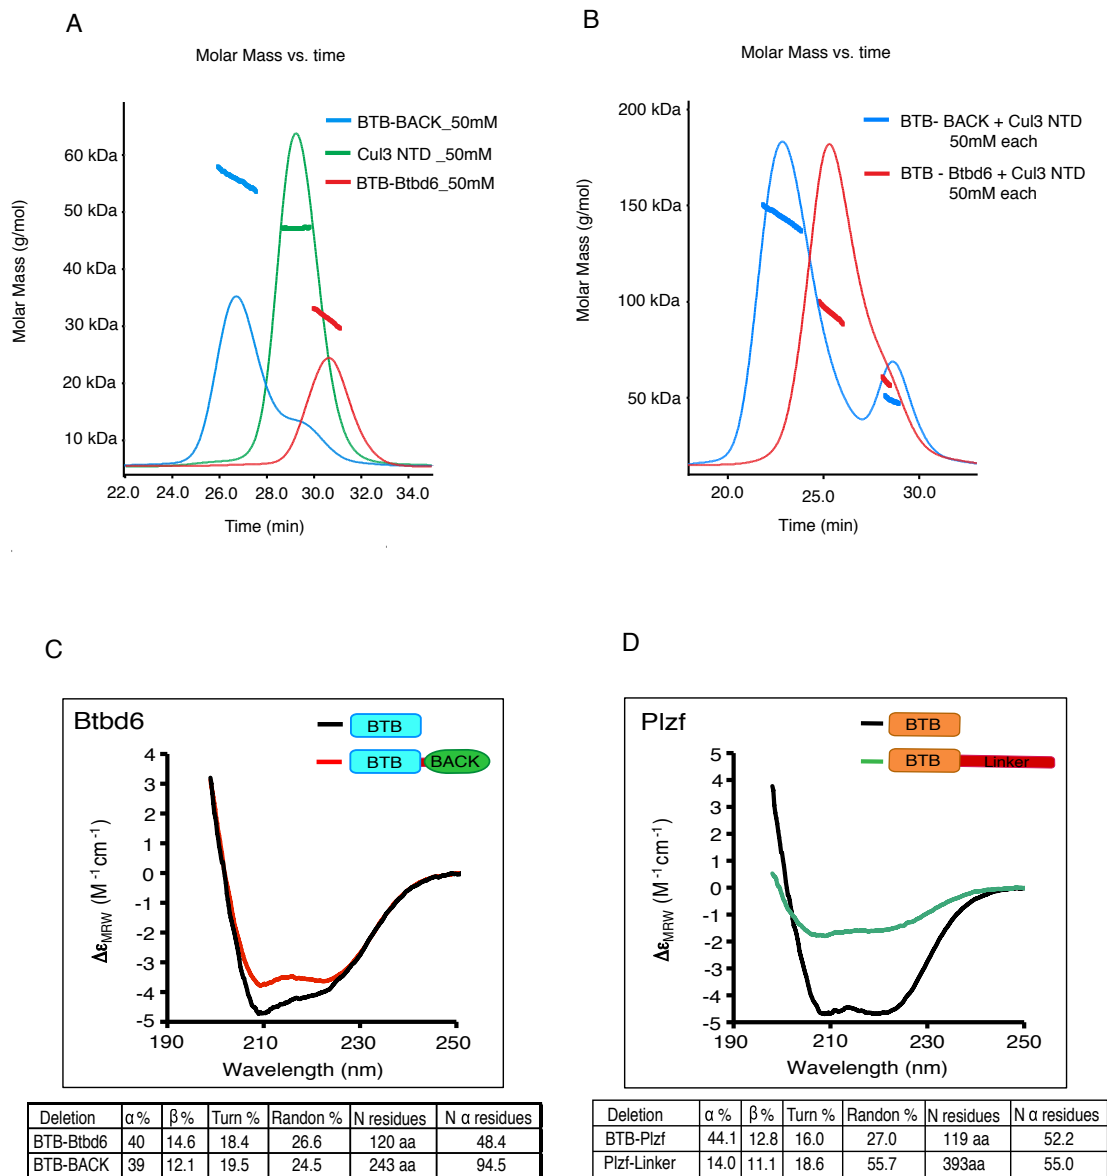 A
Molar Mass vs. time
Molar Mass (g/mol)
60 kDa
50 kDa
40 kDa
30 kDa
20 kDa
10 kDa
BTB-BACK_50mM
Cul3 NTD _50mM
BTB-Btbd6_50mM
22.0 24.0 26.0 28.0 30.0 32.0 34.0
Time (min)
B
Molar Mass vs. time
Molar Mass (g/mol)
200 kDa
150 kDa
100 kDa
50 kDa
BTB- BACK + Cul3 NTD
50mM each
BTB - Btbd6 + Cul3 NTD
50mM each
20.0 25.0 30.0
Time (min)
C
Btbd6
BTB
BTB BACK
Δε MRW (M⁻¹cm⁻¹)
4
3
2
1
0
-1
-2
-3
-4
-5
190 210 230 250
Wavelength (nm)
Deletion α % β % Turn % Randon % N residues N α residues
BTB-Btbd6 40 14.6 18.4 26.6 120 aa 48.4
BTB-BACK 39 12.1 19.5 24.5 243 aa 94.5
D
Plzf
BTB
BTB Linker
Δε MRW (M⁻¹cm⁻¹)
5
4
3
2
1
0
-1
-2
-3
-4
-5
190 210 230 250
Wavelength (nm)
Deletion α % β % Turn % Randon % N residues N α residues
BTB-Plzf 44.1 12.8 16.0 27.0 119 aa 52.2
Plzf-Linker 14.0 11.1 18.6 55.7 393aa 55.0